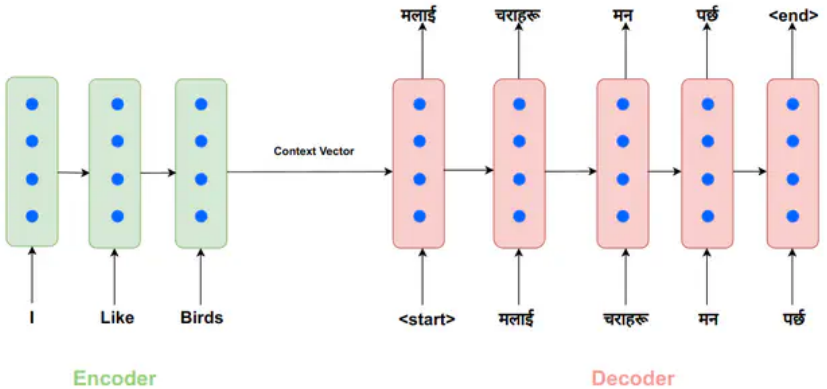 मलाई चराहरू मन पर्छ <end>
Context Vector
I Like Birds <start> मलाई चराहरू मन पर्छ
Encoder Decoder